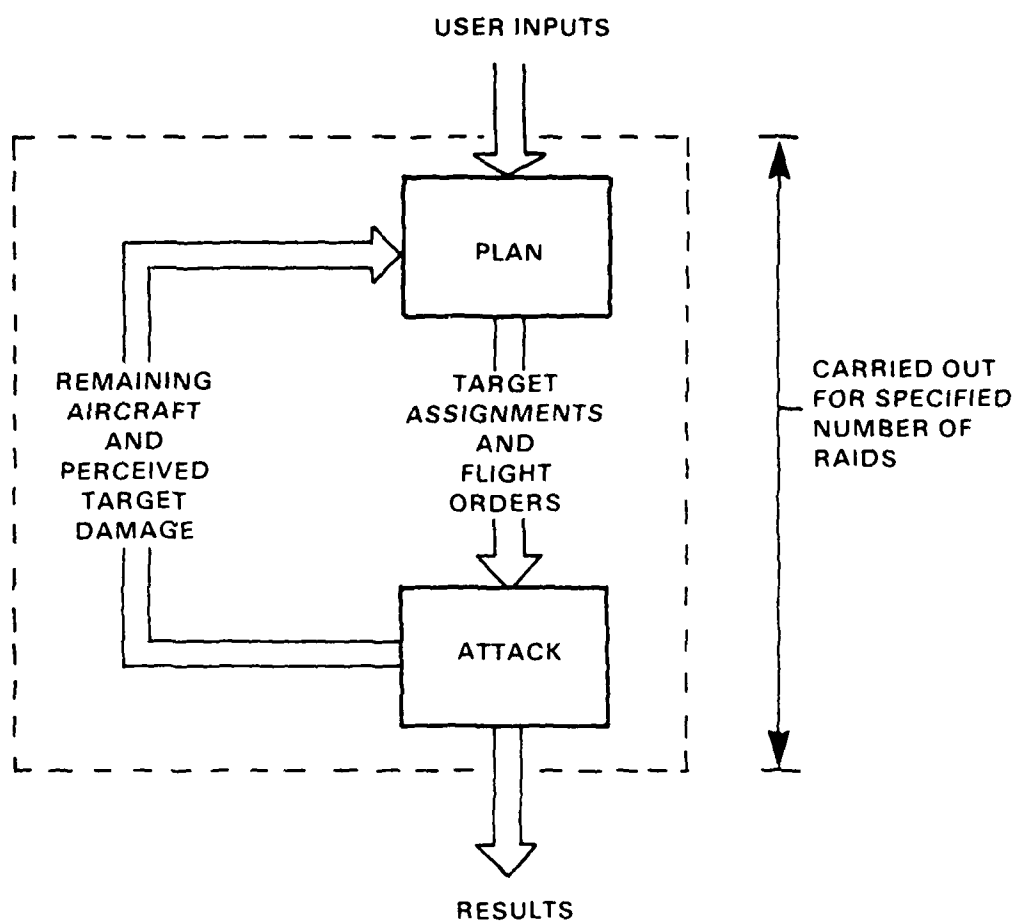 USER INPUTS
PLAN
REMAINING
AIRCRAFT
AND
PERCEIVED
TARGET
DAMAGE
TARGET
ASSIGNMENTS
AND
FLIGHT
ORDERS
CARRIED OUT
FOR SPECIFIED
NUMBER OF
RAIDS
ATTACK
RESULTS